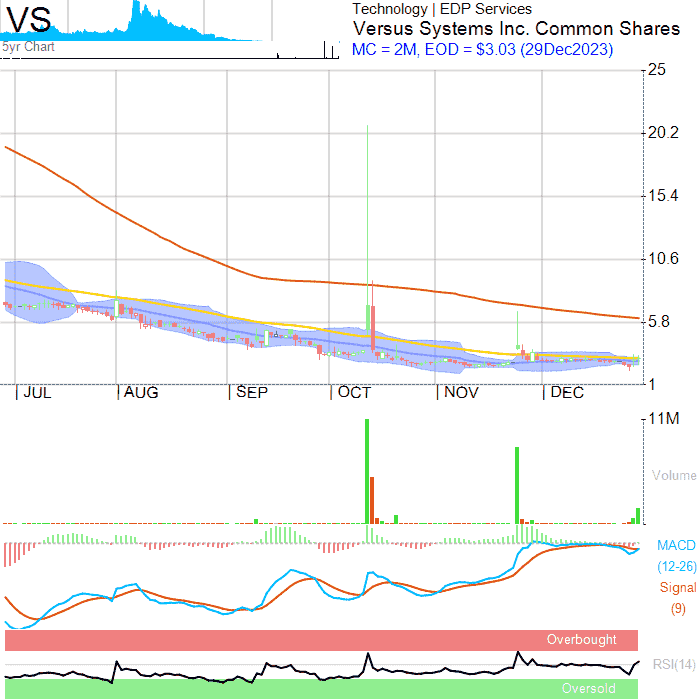 VS
Technology | EDP Services
Versus Systems Inc. Common Shares
5yr Chart
MC = 2M, EOD = $3.03 (29Dec2023)
25
20.2
15.4
10.6
5.8
1
JUL AUG SEP OCT NOV DEC
11M
Volume
MACD
(12-26)
Signal
(9)
Overbought
RSI(14)
Oversold